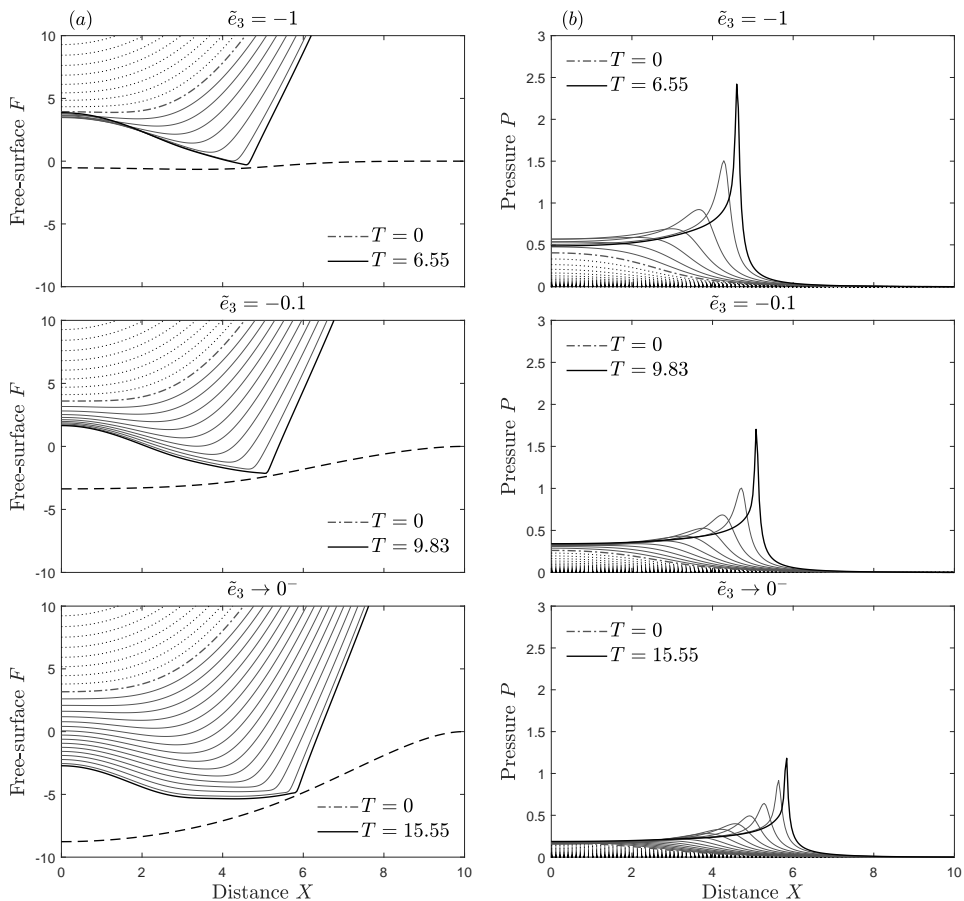 (a) ẽ₃ = −1
10
5
0
-5
-10
Free-surface F
T = 0
T = 6.55
(b) ẽ₃ = −1
3
2.5
2
1.5
1
0.5
0
Pressure P
T = 0
T = 6.55
ẽ₃ = −0.1
10
5
0
-5
-10
Free-surface F
T = 0
T = 9.83
ẽ₃ = −0.1
3
2.5
2
1.5
1
0.5
0
Pressure P
T = 0
T = 9.83
ẽ₃ → 0⁻
10
5
0
-5
-10
Free-surface F
T = 0
T = 15.55
0 2 4 6 8 10
Distance X
ẽ₃ → 0⁻
3
2.5
2
1.5
1
0.5
0
Pressure P
T = 0
T = 15.55
0 2 4 6 8 10
Distance X